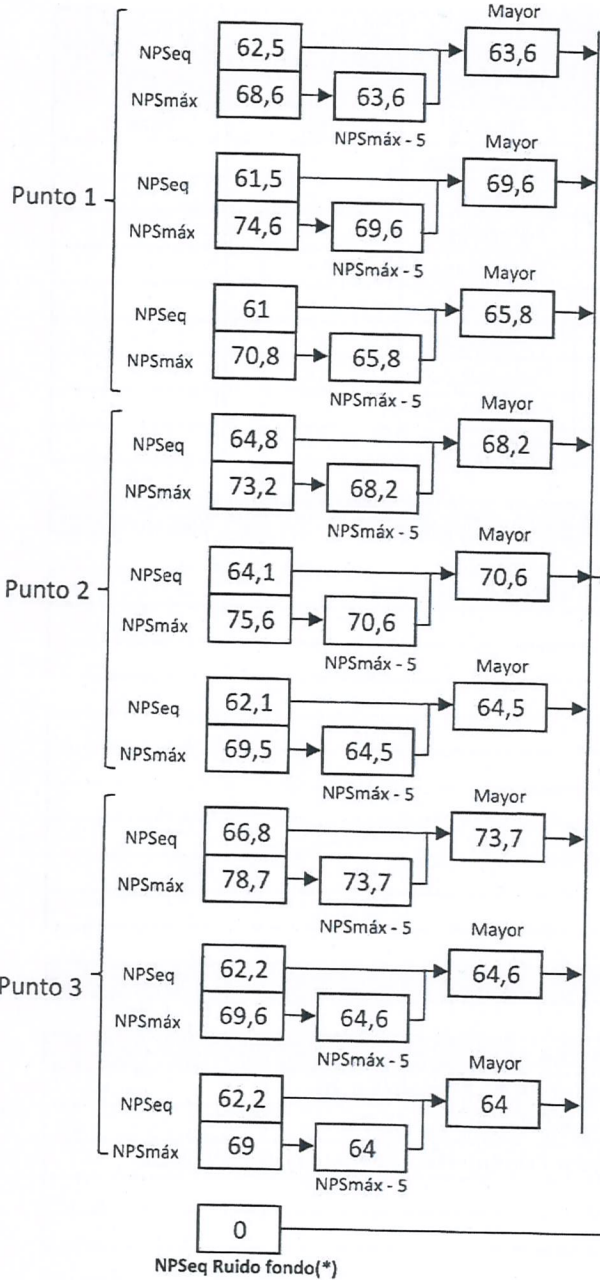 Mayor
NPSeq 62,5 63,6
NPSmáx 68,6 63,6
NPSmáx - 5
Mayor
NPSeq 61,5 69,6
Punto 1
NPSmáx 74,6 69,6
NPSmáx - 5
Mayor
NPSeq 61 65,8
NPSmáx 70,8 65,8
NPSmáx - 5
Mayor
NPSeq 64,8 68,2
NPSmáx 73,2 68,2
NPSmáx - 5
Mayor
NPSeq 64,1 70,6
Punto 2
NPSmáx 75,6 70,6
NPSmáx - 5
Mayor
NPSeq 62,1 64,5
NPSmáx 69,5 64,5
NPSmáx - 5
Mayor
NPSeq 66,8 73,7
NPSmáx 78,7 73,7
NPSmáx - 5
Mayor
NPSeq 62,2 64,6
Punto 3
NPSmáx 69,6 64,6
NPSmáx - 5
Mayor
NPSeq 62,2 64
NPSmáx 69 64
NPSmáx - 5
0
NPSeq Ruido fondo(*)